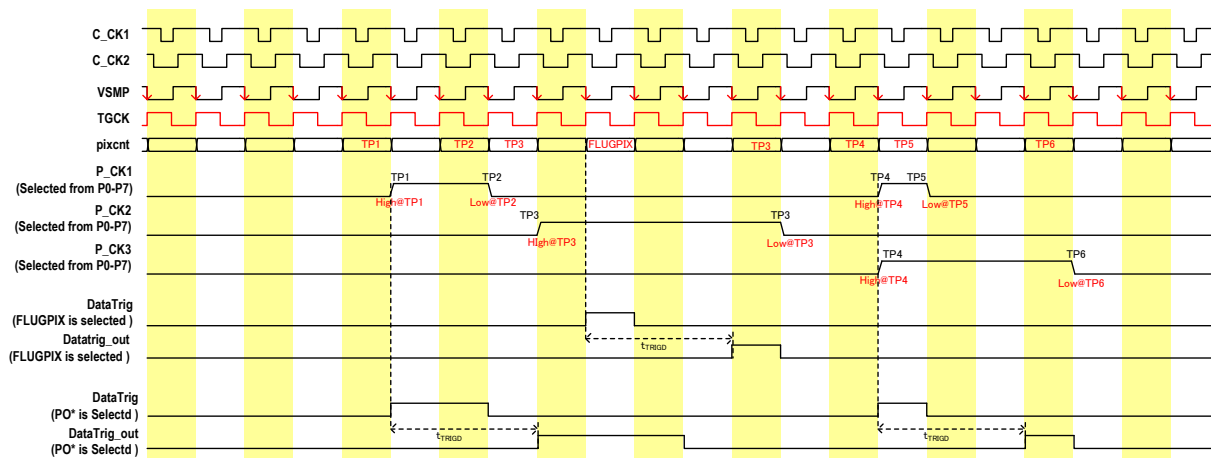 C_CK1
C_CK2
VSMP
TGCK
pixcnt TP1 TP2 TP3 FLUGPIX TP3 TP4 TP5 TP6
P_CK1
(Selected from P0-P7)
TP1 TP2 TP4 TP5
High@TP1 Low@TP2 High@TP4 Low@TP5
P_CK2
(Selected from P0-P7)
TP3 TP3
HIgh@TP3 Low@TP3
P_CK3
(Selected from P0-P7)
TP4 TP6
High@TP4 Low@TP6
DataTrig
(FLUGPIX is selected )
Datatrig_out
(FLUGPIX is selected )
tTRIGD
DataTrig
(PO* is Selectd)
DataTrig_out
(PO* is Selectd)
tTRIGD tTRIGD